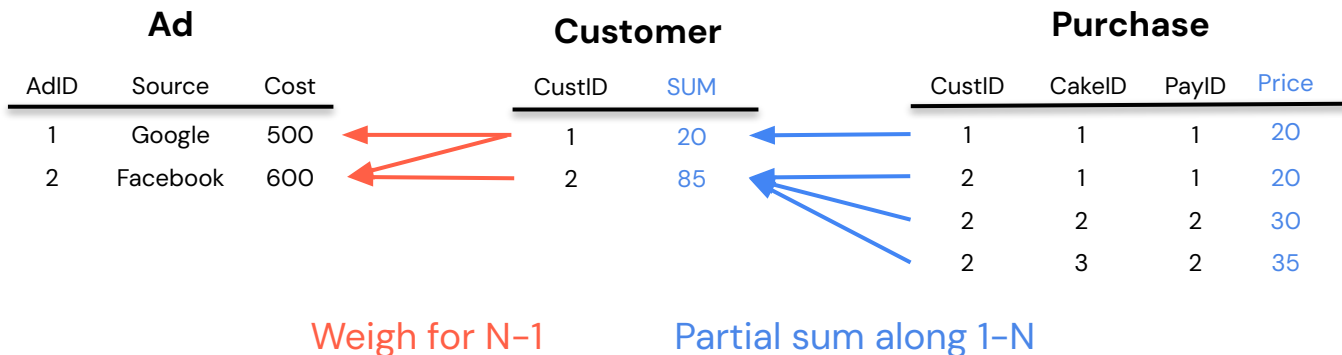 Ad Customer Purchase
AdID Source Cost CustID SUM CustID CakeID PayID Price
1 Google 500 1 20 1 1 1 20
2 Facebook 600 2 85 2 1 1 20
2 2 2 30
2 3 2 35
Weigh for N-1 Partial sum along 1-N